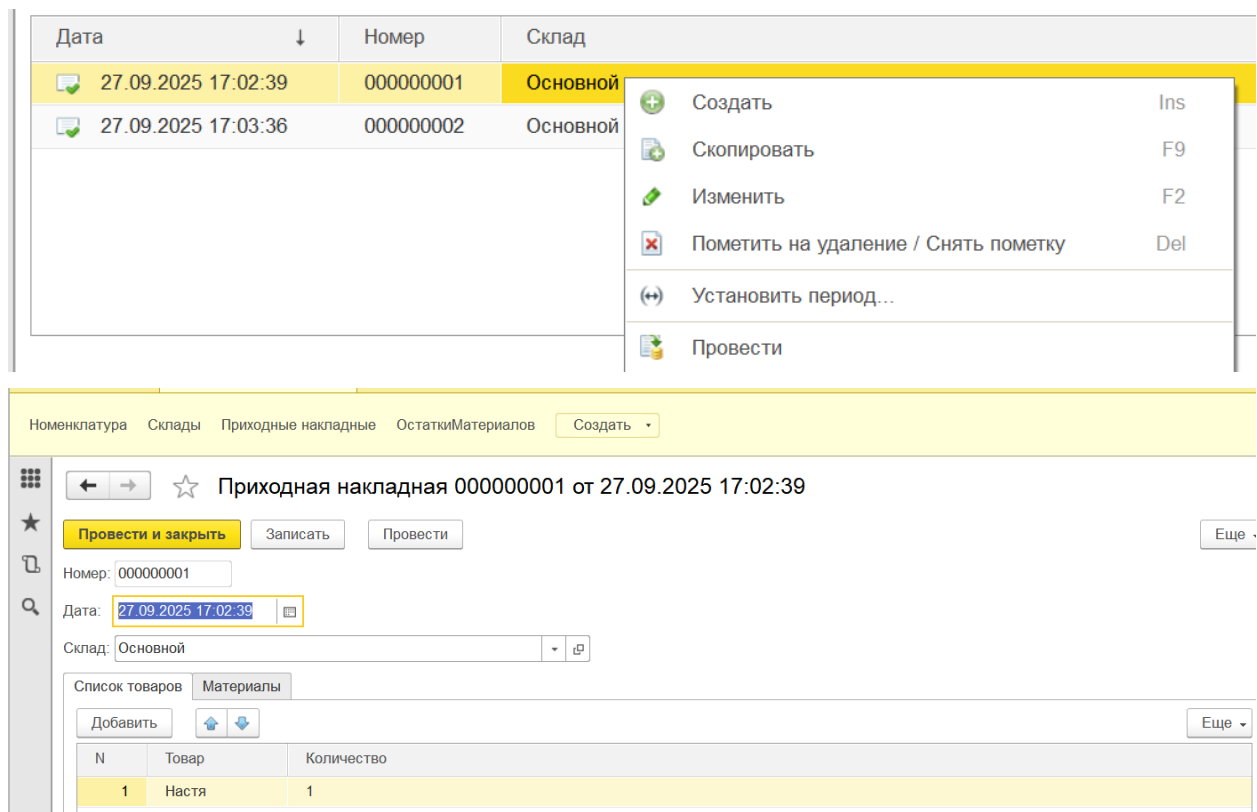 Дата ↓ Номер Склад
27.09.2025 17:02:39 000000001 Основной
27.09.2025 17:03:36 000000002 Основной
Создать Ins
Скопировать F9
Изменить F2
Пометить на удаление / Снять пометку Del
Установить период...
Провести
Номенклатура Склады Приходные накладные ОстаткиМатериалов Создать
Приходная накладная 000000001 от 27.09.2025 17:02:39
Провести и закрыть Записать Провести Еще
Номер: 000000001
Дата: 27.09.2025 17:02:39
Склад: Основной
Список товаров Материалы
Добавить Еще
N Товар Количество
1 Настя 1